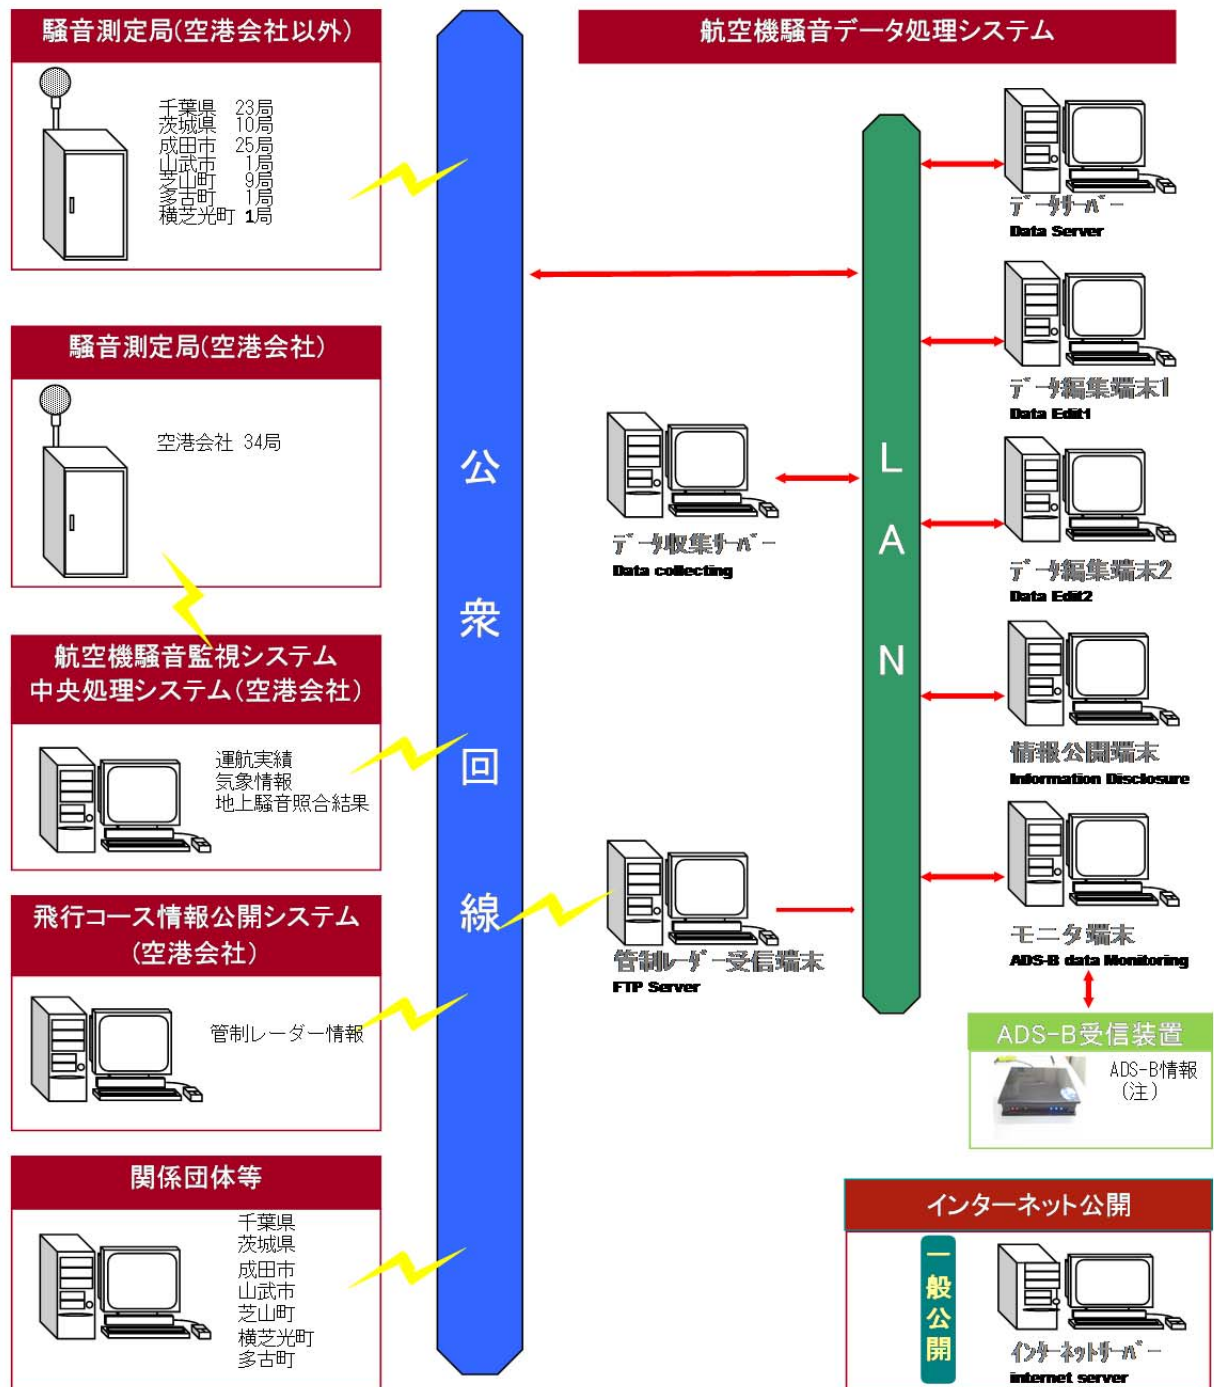 騒音測定局(空港会社以外)
千葉県 23局
茨城県 10局
成田市 25局
山武市 1局
芝山町 9局
多古町 1局
横芝光町 1局
騒音測定局(空港会社)
空港会社 34局
航空機騒音監視システム
中央処理システム(空港会社)
運航実績
気象情報
地上騒音照合結果
飛行コース情報公開システム
(空港会社)
管制レーダー情報
関係団体等
千葉県
茨城県
成田市
山武市
芝山町
横芝光町
多古町
公衆回線
航空機騒音データ処理システム
データ収集サーバー
Data collecting
管制レーダー受信端末
FTP Server
LAN
データサーバー
Data Server
データ編集端末1
Data Edit1
データ編集端末2
Data Edit2
情報公開端末
Information Disclosure
モニタ端末
ADS-B data Monitoring
ADS-B受信装置
ADS-B情報
(注)
インターネット公開
一般公開
インターネットサーバー
internet server